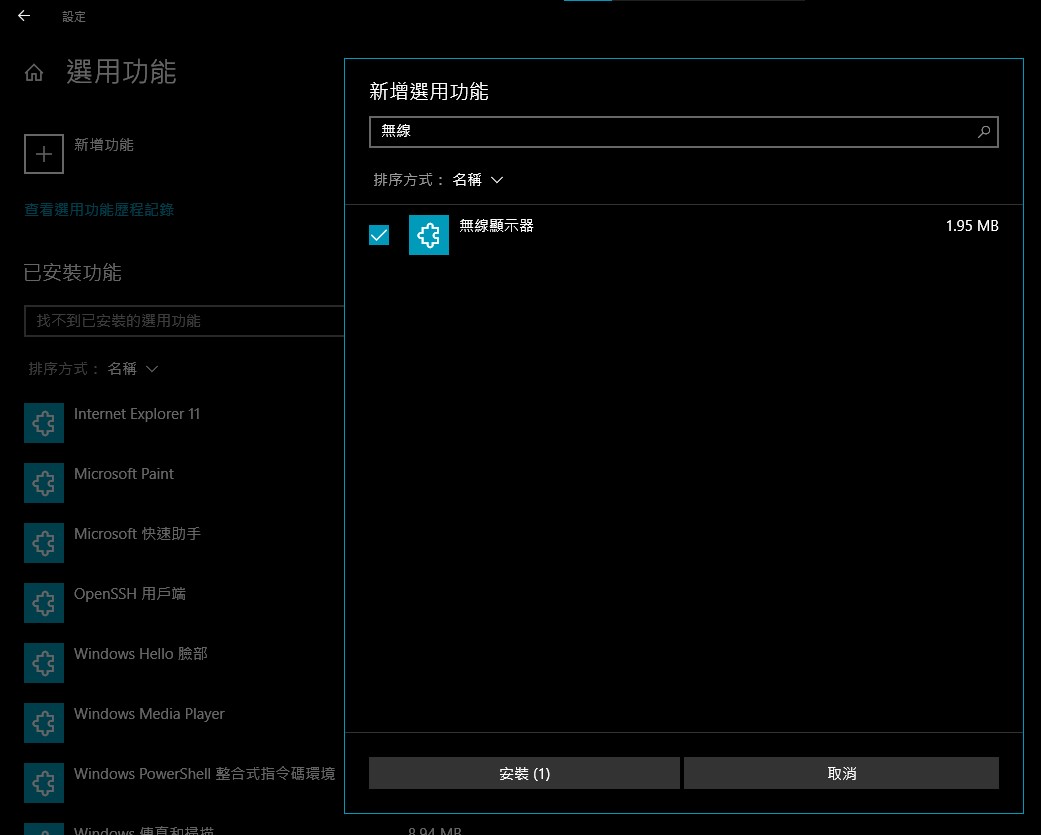 設定
選用功能
新增功能
查看選用功能歷程記錄
已安裝功能
找不到已安裝的選用功能
排序方式： 名稱
Internet Explorer 11
Microsoft Paint
Microsoft 快速助手
OpenSSH 用戶端
Windows Hello 臉部
Windows Media Player
Windows PowerShell 整合式指令碼環境
Windows 傳真和掃描 8.94 MB
新增選用功能
無線
排序方式： 名稱
無線顯示器 1.95 MB
安裝 (1) 取消